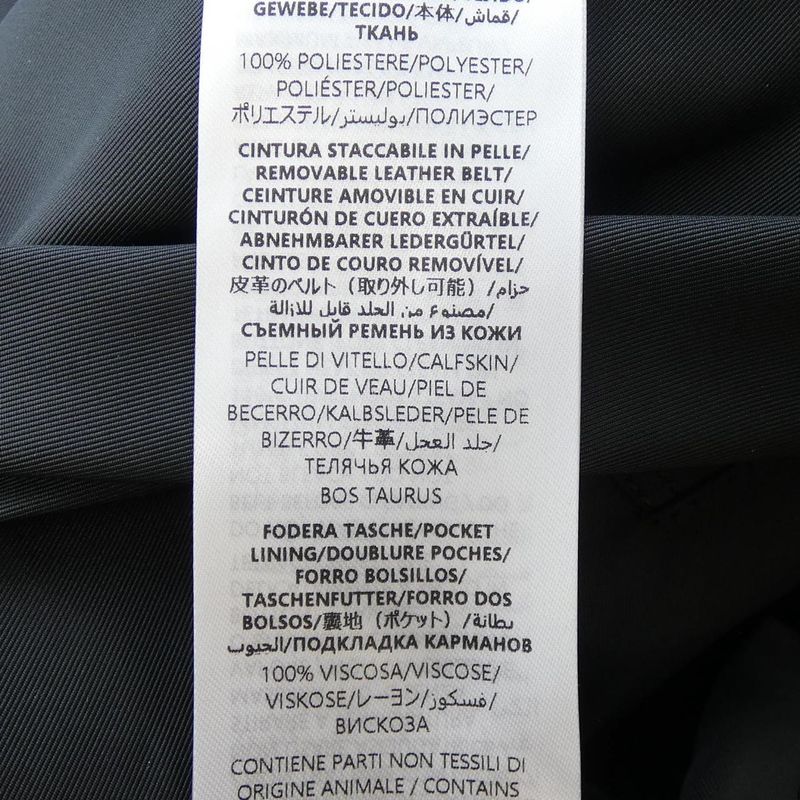 GEWEBE/TECIDO/本体/قماش/
ТКАНЬ
100% POLIESTERE/POLYESTER/
POLIÉSTER/POLIESTER/
ポリエステル/بوليستر/ПОЛИЭСТЕР
CINTURA STACCABILE IN PELLE/
REMOVABLE LEATHER BELT/
CEINTURE AMOVIBLE EN CUIR/
CINTURÓN DE CUERO EXTRAÍBLE/
ABNEHMBARER LEDERGÜRTEL/
CINTO DE COURO REMOVÍVEL/
皮革のベルト（取り外し可能）/حزام
مصنوع من الجلد قابل للازالة/
СЪЕМНЫЙ РЕМЕНЬ ИЗ КОЖИ
PELLE DI VITELLO/CALFSKIN/
CUIR DE VEAU/PIEL DE
BECERRO/KALBSLEDER/PELE DE
BIZERRO/牛革/جلد العجل/
ТЕЛЯЧЬЯ КОЖА
BOS TAURUS
FODERA TASCHE/POCKET
LINING/DOUBLURE POCHES/
FORRO BOLSILLOS/
TASCHENFUTTER/FORRO DOS
BOLSOS/裏地（ポケット）/بطانة
الجيوب/ПОДКЛАДКА КАРМАНОВ
100% VISCOSA/VISCOSE/
VISKOSE/レーヨン/فسكوز/
ВИСКОЗА
CONTIENE PARTI NON TESSILI DI
ORIGINE ANIMALE / CONTAINS